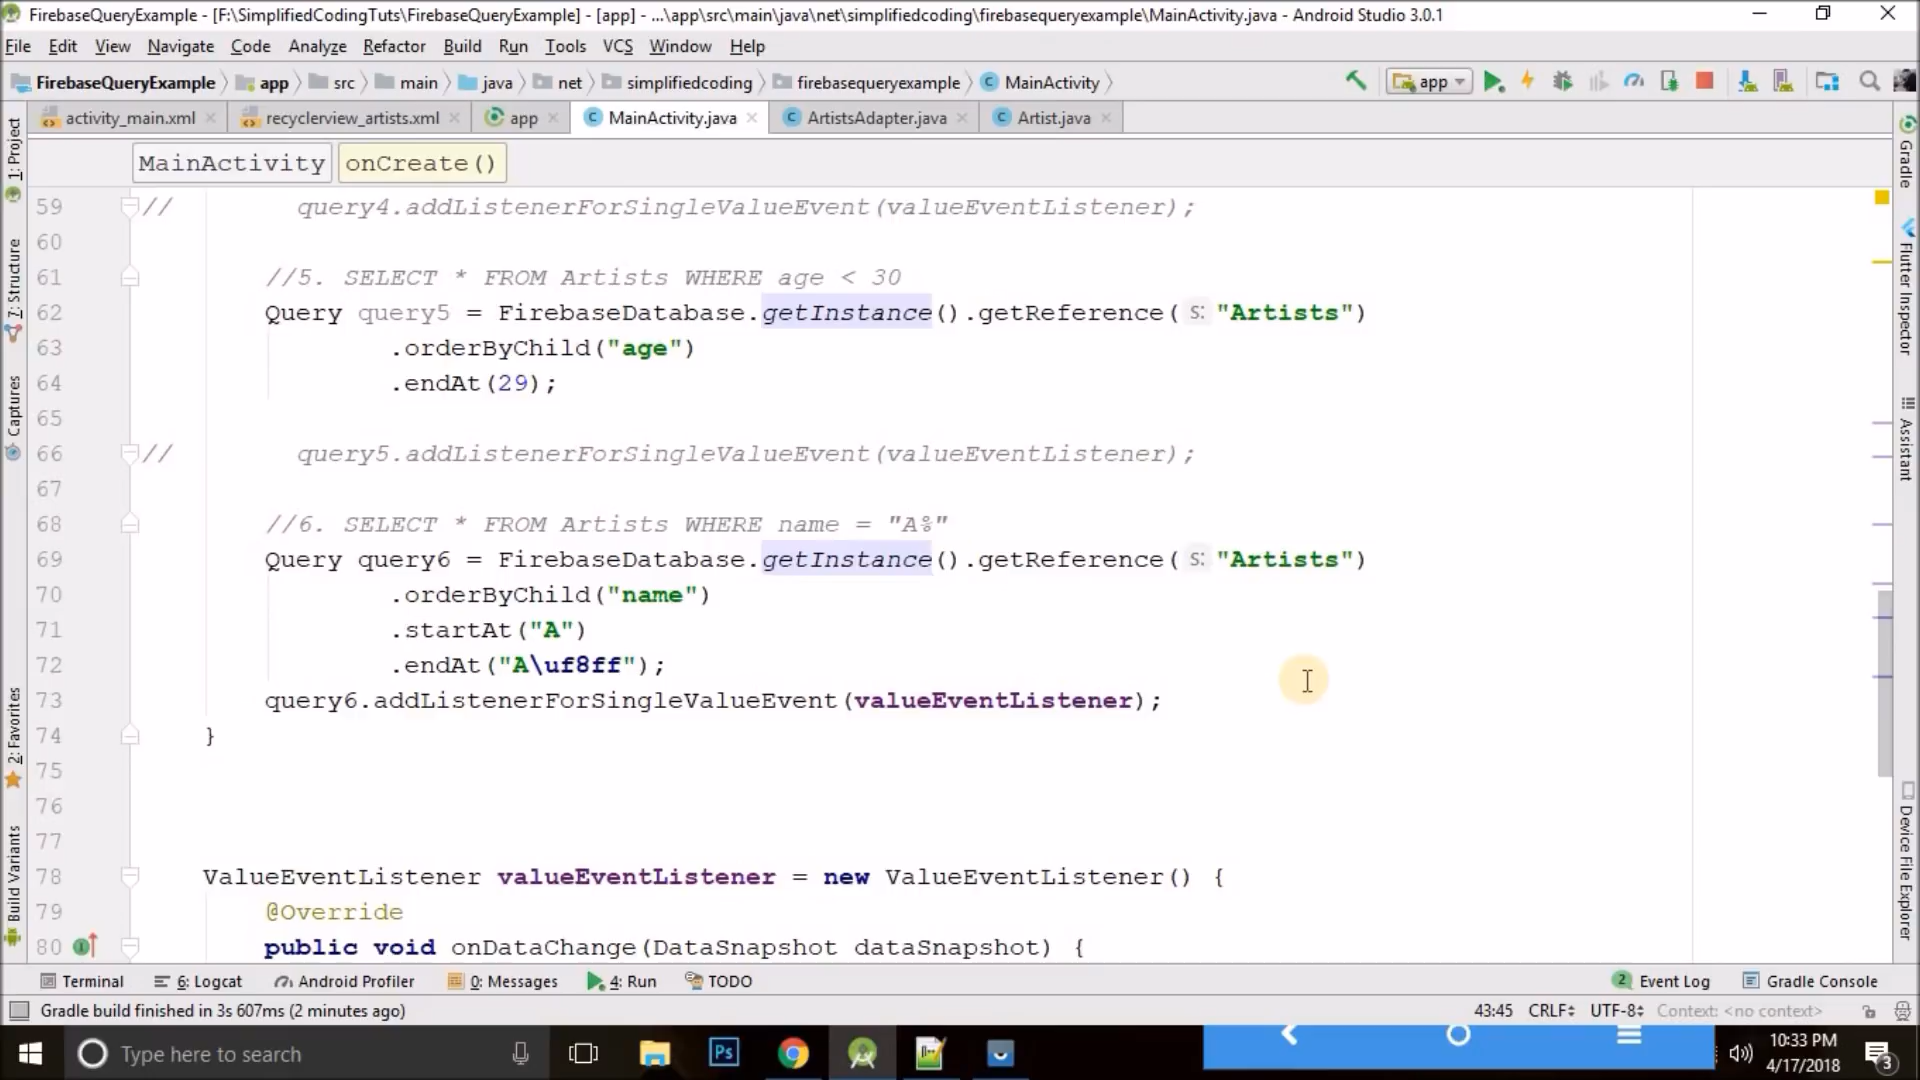 FirebaseQueryExample - [F:\SimplifiedCodingTuts\FirebaseQueryExample] - [app] - ...\app\src\main\java\net\simplifiedcoding\firebasequeryexample\MainActivity.java - Android Studio 3.0.1
File Edit View Navigate Code Analyze Refactor Build Run Tools VCS Window Help
FirebaseQueryExample app src main java net simplifiedcoding firebasequeryexample MainActivity app
activity_main.xml recyclerview_artists.xml app MainActivity.java ArtistsAdapter.java Artist.java
MainActivity onCreate()
59 // query4.addListenerForSingleValueEvent(valueEventListener);
60
61 //5. SELECT * FROM Artists WHERE age < 30
62 Query query5 = FirebaseDatabase.getInstance().getReference( s: "Artists")
63 .orderByChild("age")
64 .endAt(29);
65
66 // query5.addListenerForSingleValueEvent(valueEventListener);
67
68 //6. SELECT * FROM Artists WHERE name = "A%"
69 Query query6 = FirebaseDatabase.getInstance().getReference( s: "Artists")
70 .orderByChild("name")
71 .startAt("A")
72 .endAt("A\uf8ff");
73 query6.addListenerForSingleValueEvent(valueEventListener);
74 }
75
76
77
78 ValueEventListener valueEventListener = new ValueEventListener() {
79 @Override
80 public void onDataChange(DataSnapshot dataSnapshot) {
1: Project
7: Structure
Captures
2: Favorites
Build Variants
Gradle
Flutter Inspector
Assistant
Device File Explorer
Terminal 6: Logcat Android Profiler 0: Messages 4: Run TODO 2 Event Log Gradle Console
Gradle build finished in 3s 607ms (2 minutes ago) 43:45 CRLF UTF-8 Context: <no context>
Type here to search Ps 10:33 PM
4/17/2018 3